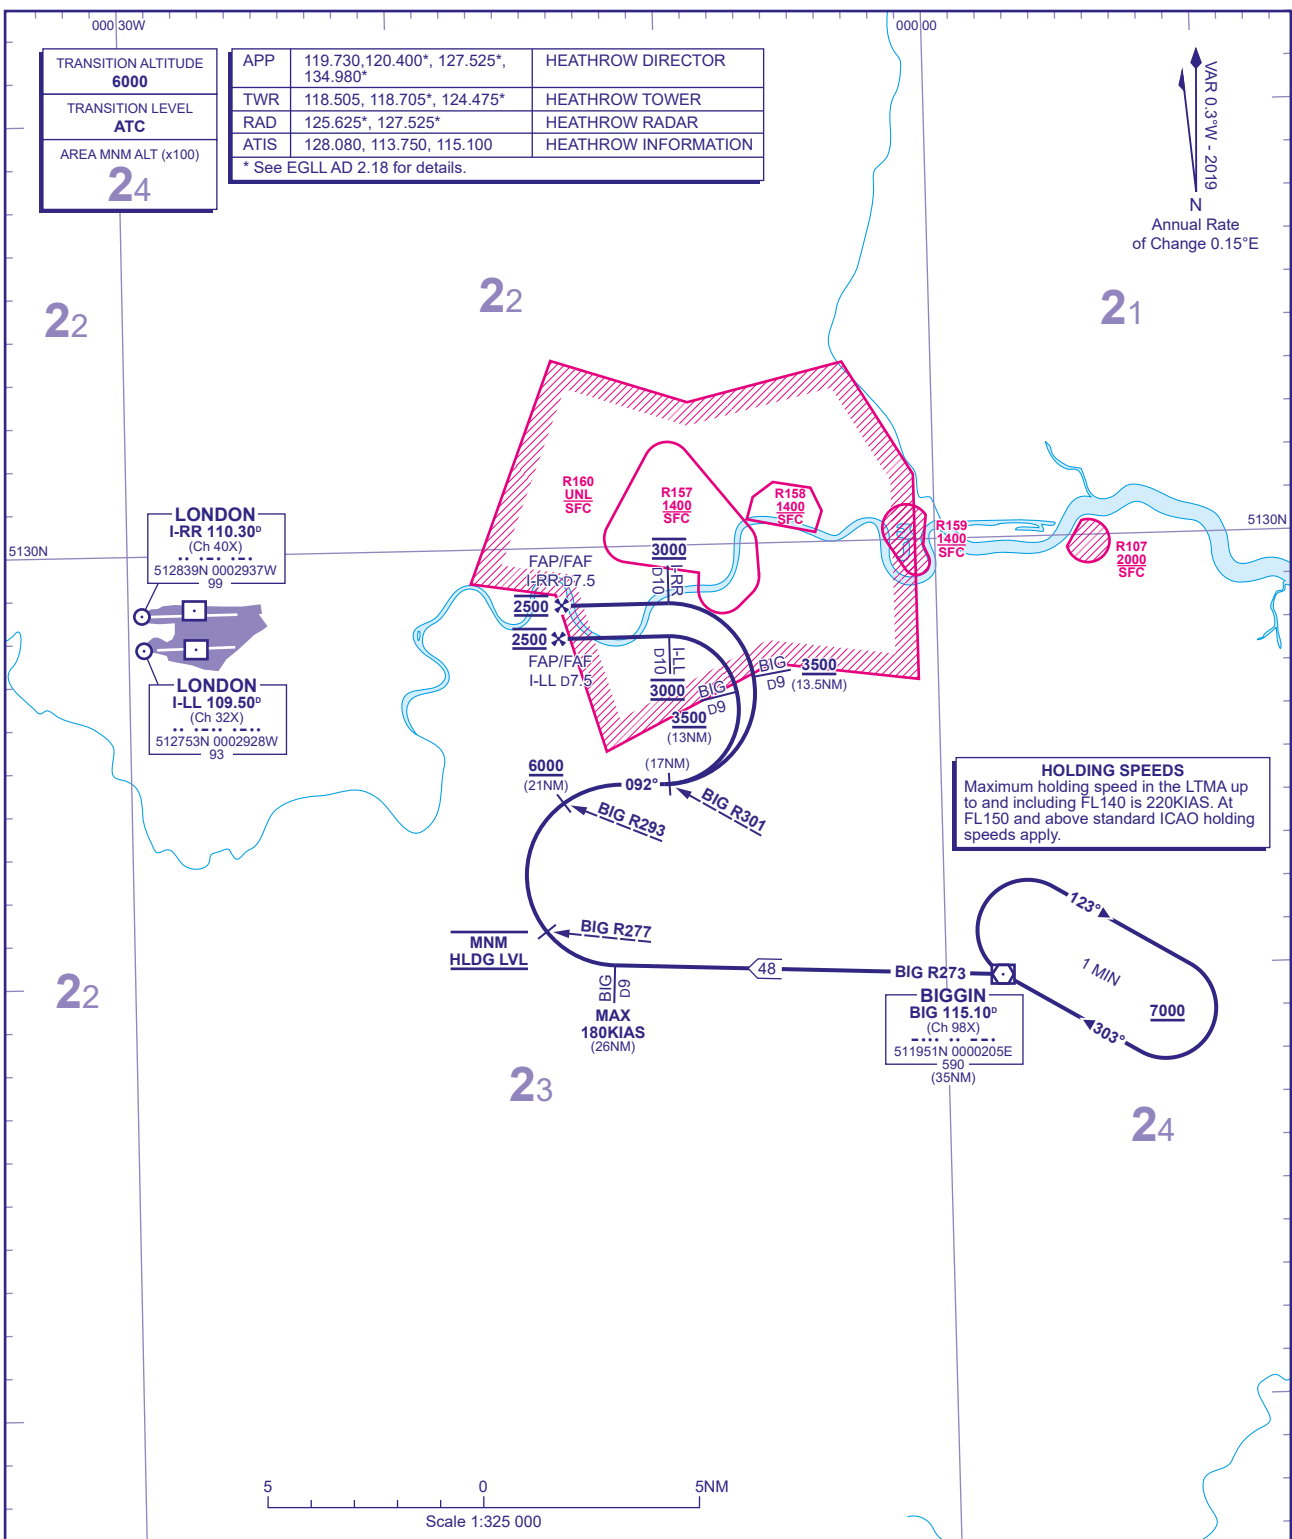 000 30W
000 00
TRANSITION ALTITUDE
6000
TRANSITION LEVEL
ATC
AREA MNM ALT (x100)
24
APP 119.730,120.400*, 127.525*, HEATHROW DIRECTOR
134.980*
TWR 118.505, 118.705*, 124.475* HEATHROW TOWER
RAD 125.625*, 127.525* HEATHROW RADAR
ATIS 128.080, 113.750, 115.100 HEATHROW INFORMATION
* See EGLL AD 2.18 for details.
VAR 0.3°W - 2019
N
Annual Rate
of Change 0.15°E
22
22
21
R160
UNL
SFC
R157
1400
SFC
R158
1400
SFC
R159
1400
SFC
R107
2000
SFC
5130N
5130N
LONDON
I-RR 110.30ᴰ
(Ch 40X)
·· ·-· ·-·
512839N 0002937W
99
LONDON
I-LL 109.50ᴰ
(Ch 32X)
·· ·-·· ·-··
512753N 0002928W
93
FAP/FAF
I-RR D7.5
2500
2500
FAP/FAF
I-LL D7.5
3000
I-RR
D10
I-LL
D10
3000
BIG
D9
3500
(13.5NM)
BIG
D9
3500
(13NM)
(17NM)
6000
(21NM)
092°
BIG R301
BIG R293
BIG R277
MNM
HLDG LVL
BIG
D9
MAX
180KIAS
(26NM)
48
BIG R273
HOLDING SPEEDS
Maximum holding speed in the LTMA up
to and including FL140 is 220KIAS. At
FL150 and above standard ICAO holding
speeds apply.
123°
1 MIN
7000
303°
BIGGIN
BIG 115.10ᴰ
(Ch 98X)
-··· ·· --·
511951N 0000205E
590
(35NM)
22
23
24
5 0 5NM
Scale 1:325 000